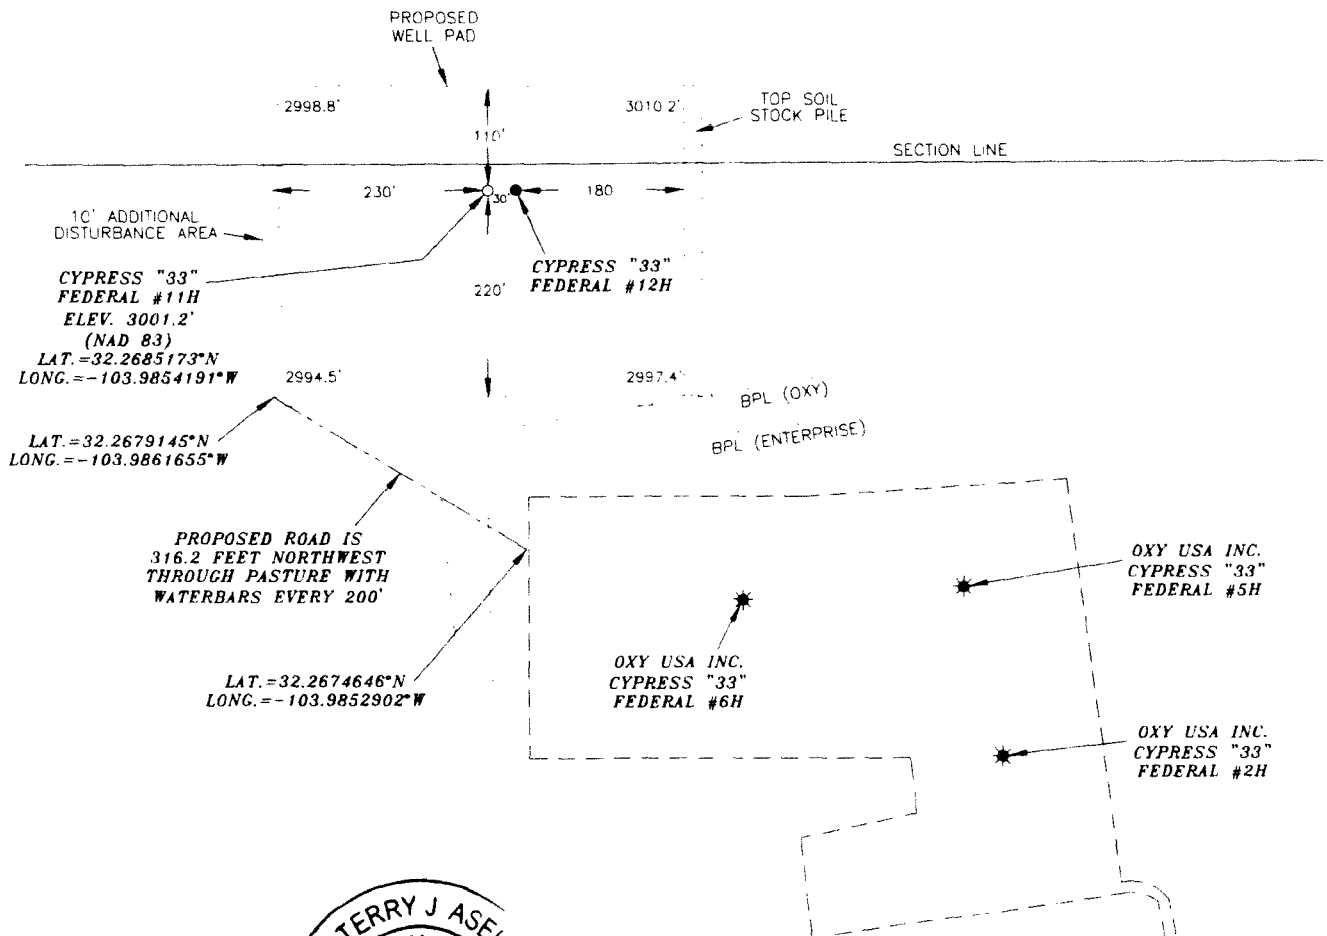 PROPOSED
WELL PAD
2998.8'
3010.2'
TOP SOIL
STOCK PILE
110'
SECTION LINE
230'
30'
180
10' ADDITIONAL
DISTURBANCE AREA
CYPRESS "33"
FEDERAL #11H
ELEV. 3001.2'
(NAD 83)
LAT.=32.2685173°N
LONG.=-103.9854191°W
CYPRESS "33"
FEDERAL #12H
220'
2994.5'
2997.4'
BPL (OXY)
BPL (ENTERPRISE)
LAT.=32.2679145°N
LONG.=-103.9861655°W
PROPOSED ROAD IS
316.2 FEET NORTHWEST
THROUGH PASTURE WITH
WATERBARS EVERY 200'
OXY USA INC.
CYPRESS "33"
FEDERAL #5H
OXY USA INC.
CYPRESS "33"
FEDERAL #6H
LAT.=32.2674646°N
LONG.=-103.9852902°W
OXY USA INC.
CYPRESS "33"
FEDERAL #2H
TERRY J ASE